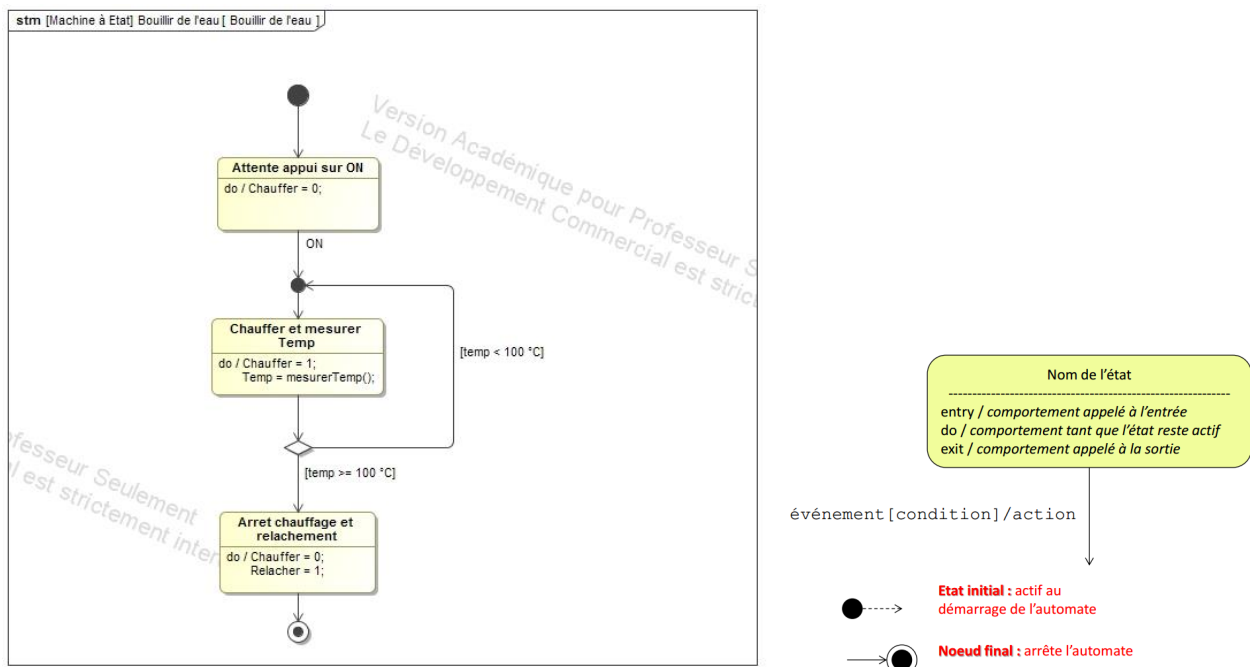 stm [Machine à Etat] Bouillir de l'eau [ Bouillir de l'eau ]
Version Académique pour Professeur S
Le Développement Commercial est strict
Attente appui sur ON
do / Chauffer = 0;
ON
Chauffer et mesurer
Temp
do / Chauffer = 1;
Temp = mesurerTemp();
[temp < 100 °C]
[temp >= 100 °C]
ofesseur Seulement
l est strictement inter
Arret chauffage et
relachement
do / Chauffer = 0;
Relacher = 1;
Nom de l'état
------------------------------------------------------------
entry / comportement appelé à l'entrée
do / comportement tant que l'état reste actif
exit / comportement appelé à la sortie
événement[condition]/action
Etat initial : actif au
démarrage de l'automate
Noeud final : arrête l'automate